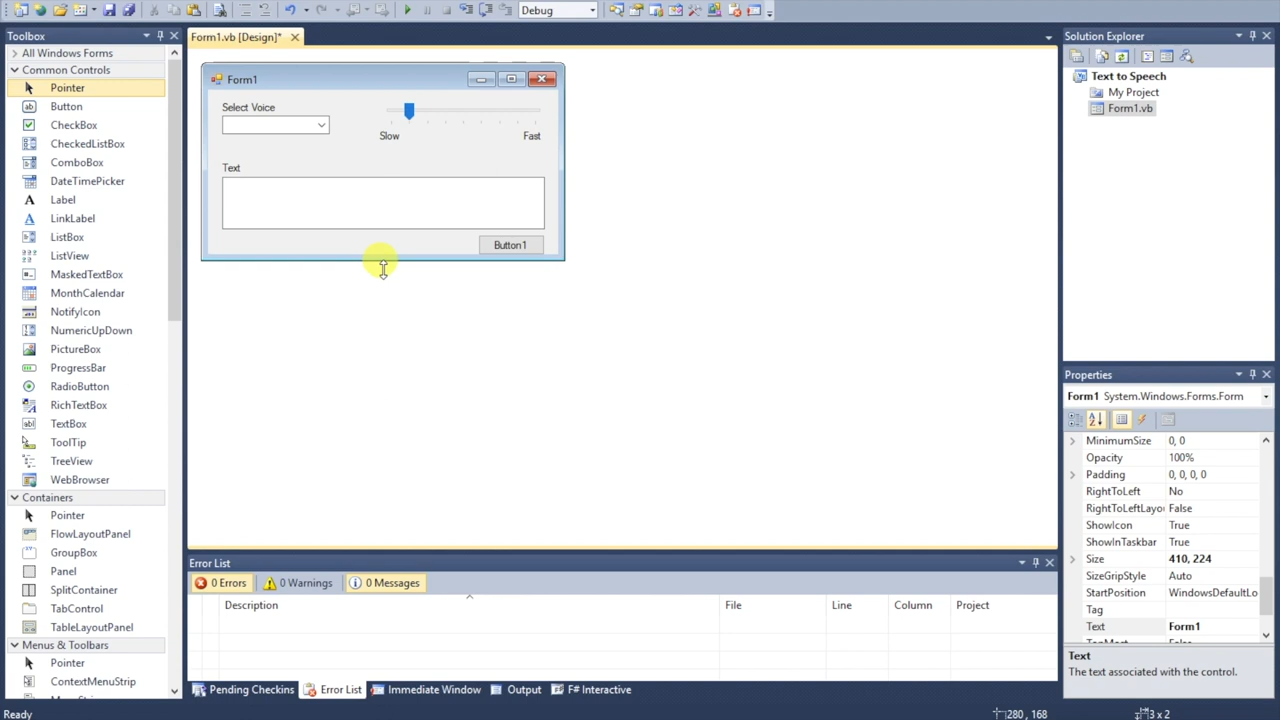 Debug
Toolbox
All Windows Forms
Common Controls
Pointer
Button
CheckBox
CheckedListBox
ComboBox
DateTimePicker
Label
LinkLabel
ListBox
ListView
MaskedTextBox
MonthCalendar
NotifyIcon
NumericUpDown
PictureBox
ProgressBar
RadioButton
RichTextBox
TextBox
ToolTip
TreeView
WebBrowser
Containers
Pointer
FlowLayoutPanel
GroupBox
Panel
SplitContainer
TabControl
TableLayoutPanel
Menus & Toolbars
Pointer
ContextMenuStrip
Form1.vb [Design]*
Form1
Select Voice
Slow
Fast
Text
Button1
Error List
0 Errors
0 Warnings
0 Messages
Description
File
Line
Column
Project
Pending Checkins
Error List
Immediate Window
Output
F# Interactive
Solution Explorer
Text to Speech
My Project
Form1.vb
Properties
Form1 System.Windows.Forms.Form
MinimumSize 0, 0
Opacity 100%
Padding 0, 0, 0, 0
RightToLeft No
RightToLeftLayou False
ShowIcon True
ShowInTaskbar True
Size 410, 224
SizeGripStyle Auto
StartPosition WindowsDefaultLo
Tag
Text Form1
Text
The text associated with the control.
Ready
280 , 168
3 x 2